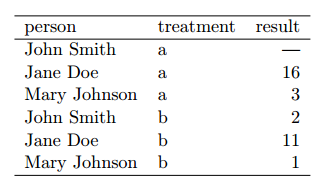 person treatment result
John Smith a —
Jane Doe a 16
Mary Johnson a 3
John Smith b 2
Jane Doe b 11
Mary Johnson b 1